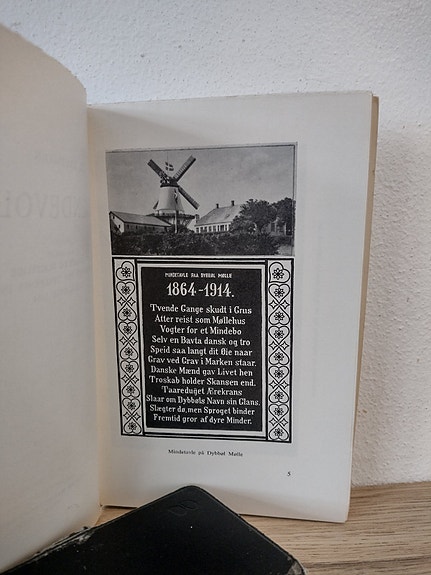 MINDETAVLE PAA DYBBØL MØLLE
1864-1914.
Tvende Gange skudt i Grus
Atter reist som Møllehus
Vogter for et Mindebo
Selv en Bavta dansk og tro
Speid saa langt dit Øie naar
Grav ved Grav i Marken staar.
Danske Mænd gav Livet hen
Troskab holder Skansen end.
Taareduget Ærekrans
Slaar om Dybbøls Navn sin Glans.
Slægter dø, men Sproget binder
Fremtid gror af dyre Minder.
Mindetavle på Dybbøl Mølle
5